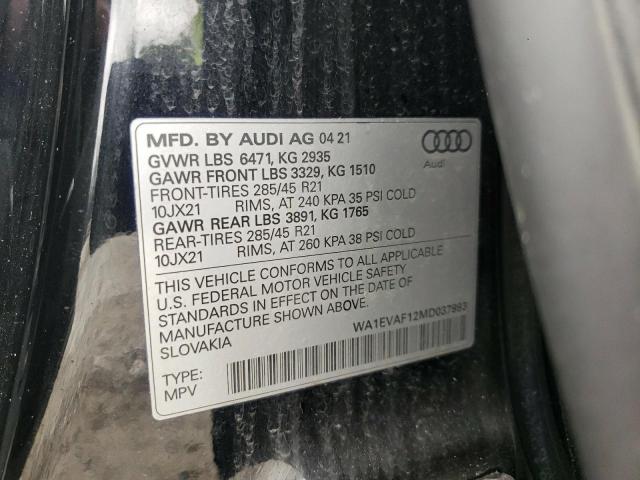 MFD. BY AUDI AG 04 21
GVWR LBS 6471, KG 2935
GAWR FRONT LBS 3329, KG 1510
FRONT-TIRES 285/45 R21
10JX21 RIMS, AT 240 KPA 35 PSI COLD
GAWR REAR LBS 3891, KG 1765
REAR-TIRES 285/45 R21
10JX21 RIMS, AT 260 KPA 38 PSI COLD
Audi
THIS VEHICLE CONFORMS TO ALL APPLICABLE
U.S. FEDERAL MOTOR VEHICLE SAFETY
STANDARDS IN EFFECT ON THE DATE OF
MANUFACTURE SHOWN ABOVE.
SLOVAKIA
WA1EVAF12MD037993
TYPE:
MPV